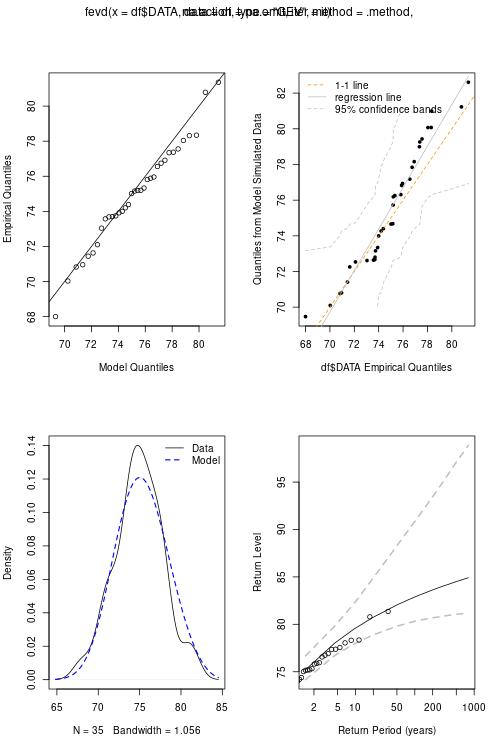 fevd(x = df$DATA,
method = .method,
80
78
76
74
72
70
68
Empirical Quantiles
70 72 74 76 78 80
Model Quantiles
1-1 line
regression line
95% confidence bands
82
80
78
76
74
72
70
Quantiles from Model Simulated Data
68 70 72 74 76 78 80
df$DATA Empirical Quantiles
Data
Model
0.14
0.12
0.10
0.08
0.06
0.04
0.02
0.00
Density
65 70 75 80 85
N = 35 Bandwidth = 1.056
95
90
85
80
75
Return Level
2 5 10 50 200 1000
Return Period (years)